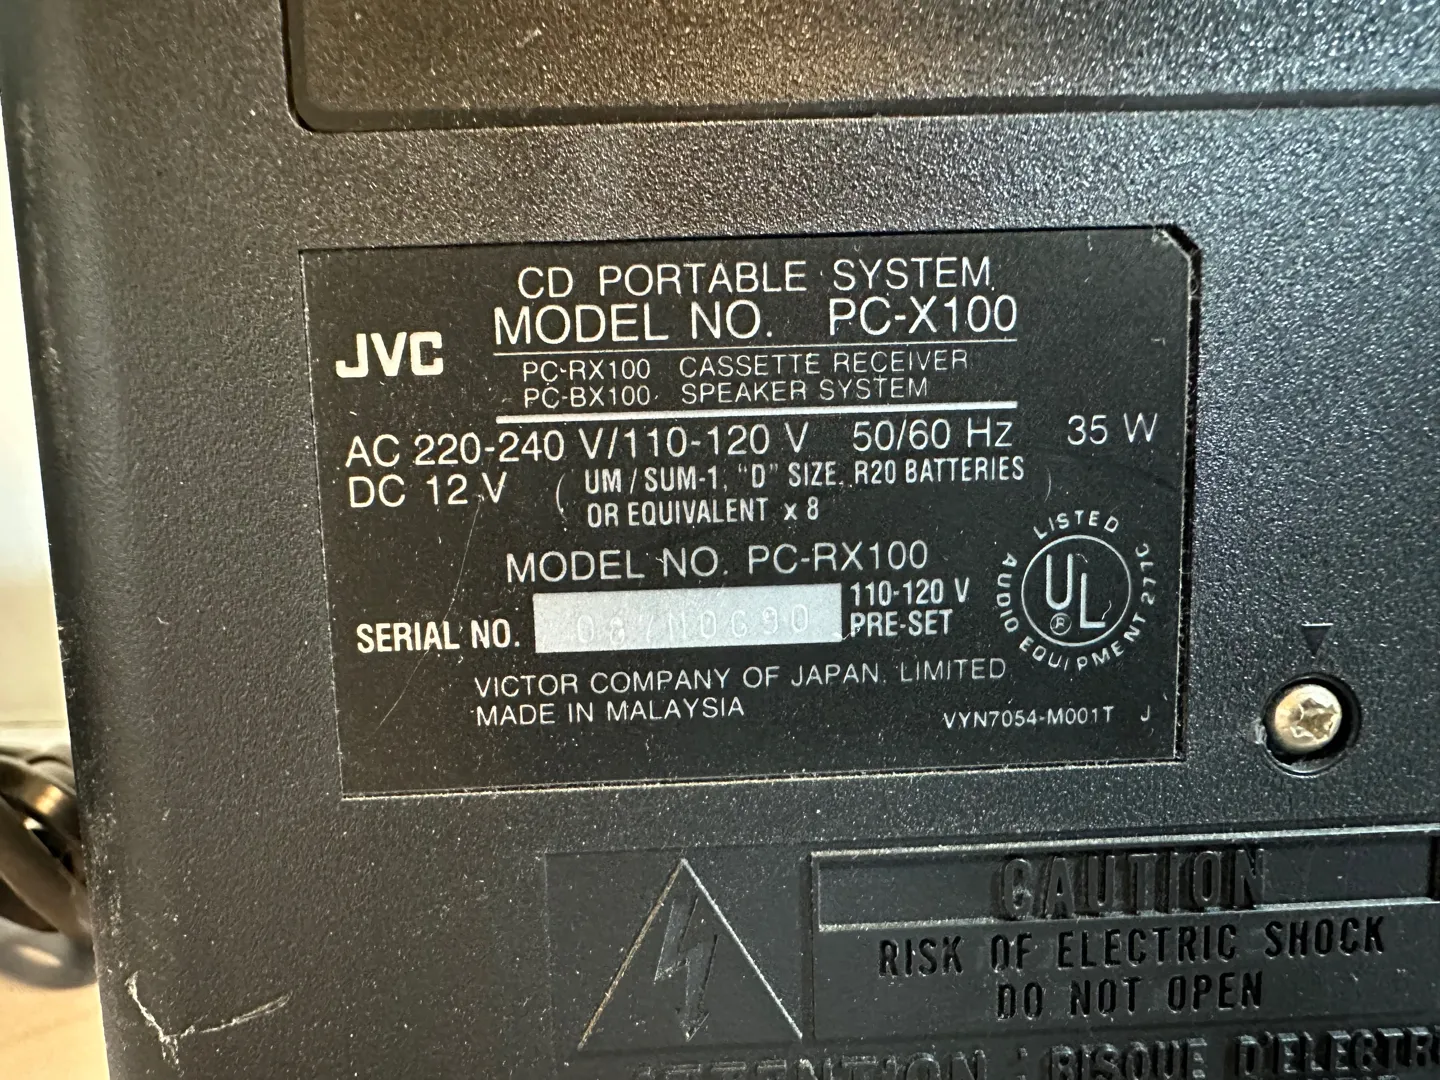 CD PORTABLE SYSTEM
MODEL NO. PC-X100
JVC
PC-RX100 CASSETTE RECEIVER
PC-BX100 SPEAKER SYSTEM
AC 220-240 V/110-120 V 50/60 Hz 35 W
DC 12 V ( UM/SUM-1, "D" SIZE, R20 BATTERIES
OR EQUIVALENT x 8 )
MODEL NO. PC-RX100
110-120 V
PRE-SET
SERIAL NO.
LISTED
UL ®
AUDIO EQUIPMENT 277C
VICTOR COMPANY OF JAPAN, LIMITED
MADE IN MALAYSIA
VYN7054-M001T J
CAUTION
RISK OF ELECTRIC SHOCK
DO NOT OPEN
: RISQUE